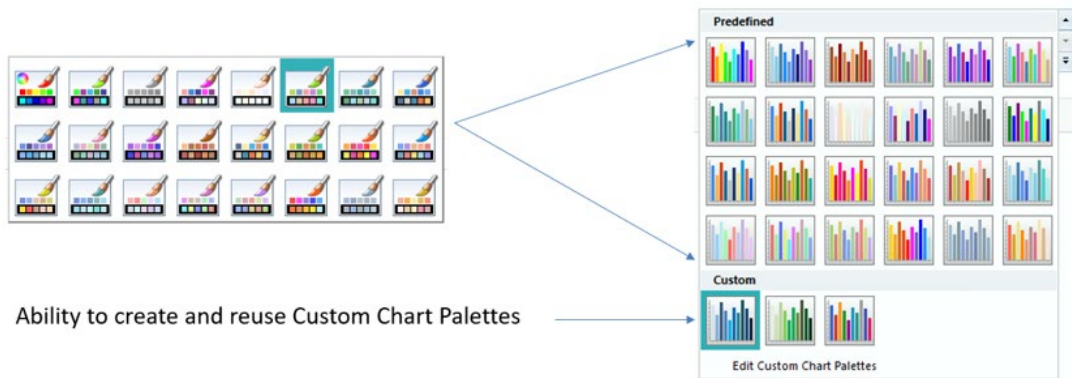 Predefined
Custom
Ability to create and reuse Custom Chart Palettes
Edit Custom Chart Palettes